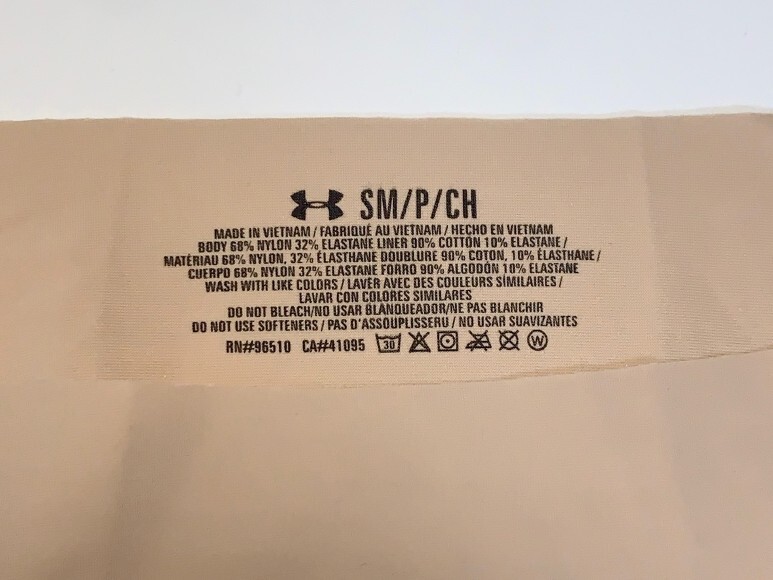 SM/P/CH
MADE IN VIETNAM / FABRIQUÉ AU VIETNAM / HECHO EN VIETNAM
BODY 68% NYLON 32% ELASTANE LINER 90% COTTON 10% ELASTANE /
MATÉRIAU 68% NYLON, 32% ÉLASTHANE DOUBLURE 90% COTON, 10% ÉLASTHANE /
CUERPO 68% NYLON 32% ELASTANE FORRO 90% ALGODÓN 10% ELASTANE
WASH WITH LIKE COLORS / LAVER AVEC DES COULEURS SIMILAIRES /
LAVAR CON COLORES SIMILARES
DO NOT BLEACH/NO USAR BLANQUEADOR/NE PAS BLANCHIR
DO NOT USE SOFTENERS / PAS D'ASSOUPLISSERU / NO USAR SUAVIZANTES
RN#96510 CA#41095 30 W